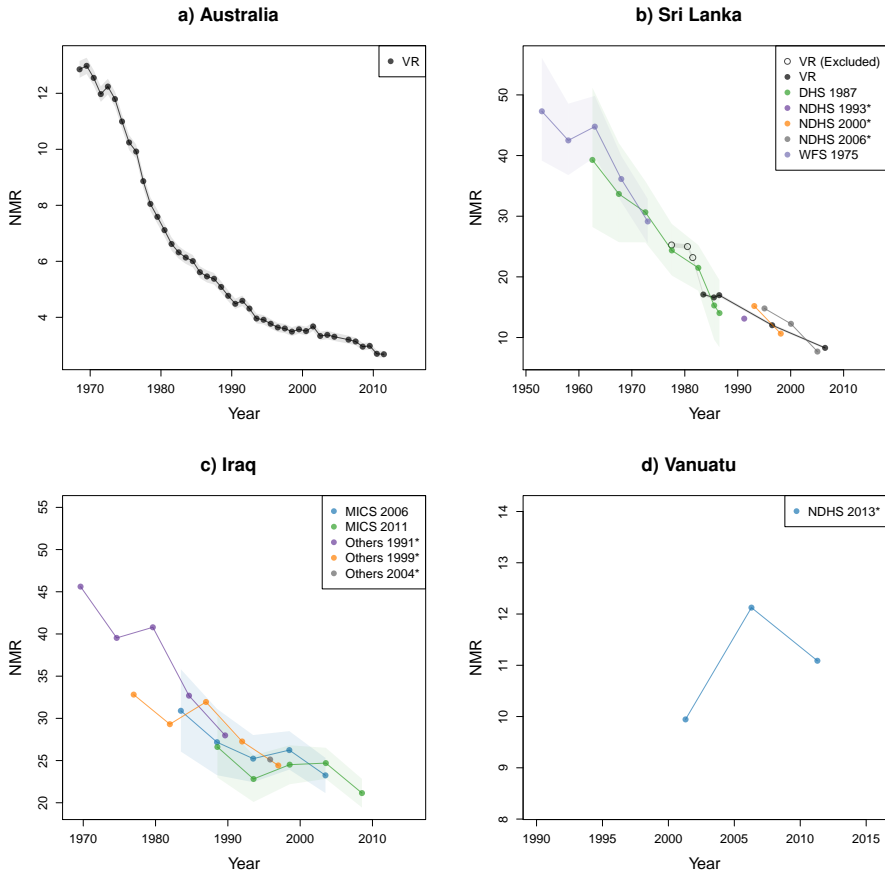 a) Australia
VR
NMR
12
10
8
6
4
1970 1980 1990 2000 2010
Year
b) Sri Lanka
VR (Excluded)
VR
DHS 1987
NDHS 1993*
NDHS 2000*
NDHS 2006*
WFS 1975
NMR
50
40
30
20
10
1950 1960 1970 1980 1990 2000 2010
Year
c) Iraq
MICS 2006
MICS 2011
Others 1991*
Others 1999*
Others 2004*
NMR
55
50
45
40
35
30
25
20
1970 1980 1990 2000 2010
Year
d) Vanuatu
NDHS 2013*
NMR
14
13
12
11
10
9
8
1990 1995 2000 2005 2010 2015
Year